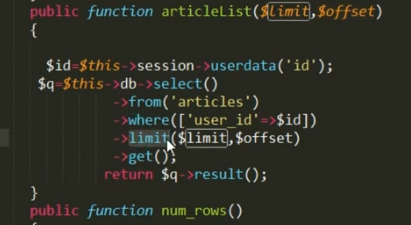 public function articleList($limit,$offset)
{
$id=$this->session->userdata('id');
$q=$this->db->select()
->from('articles')
->where(['user_id'=>$id])
->limit($limit,$offset)
->get();
return $q->result();
}
public function num_rows()
{